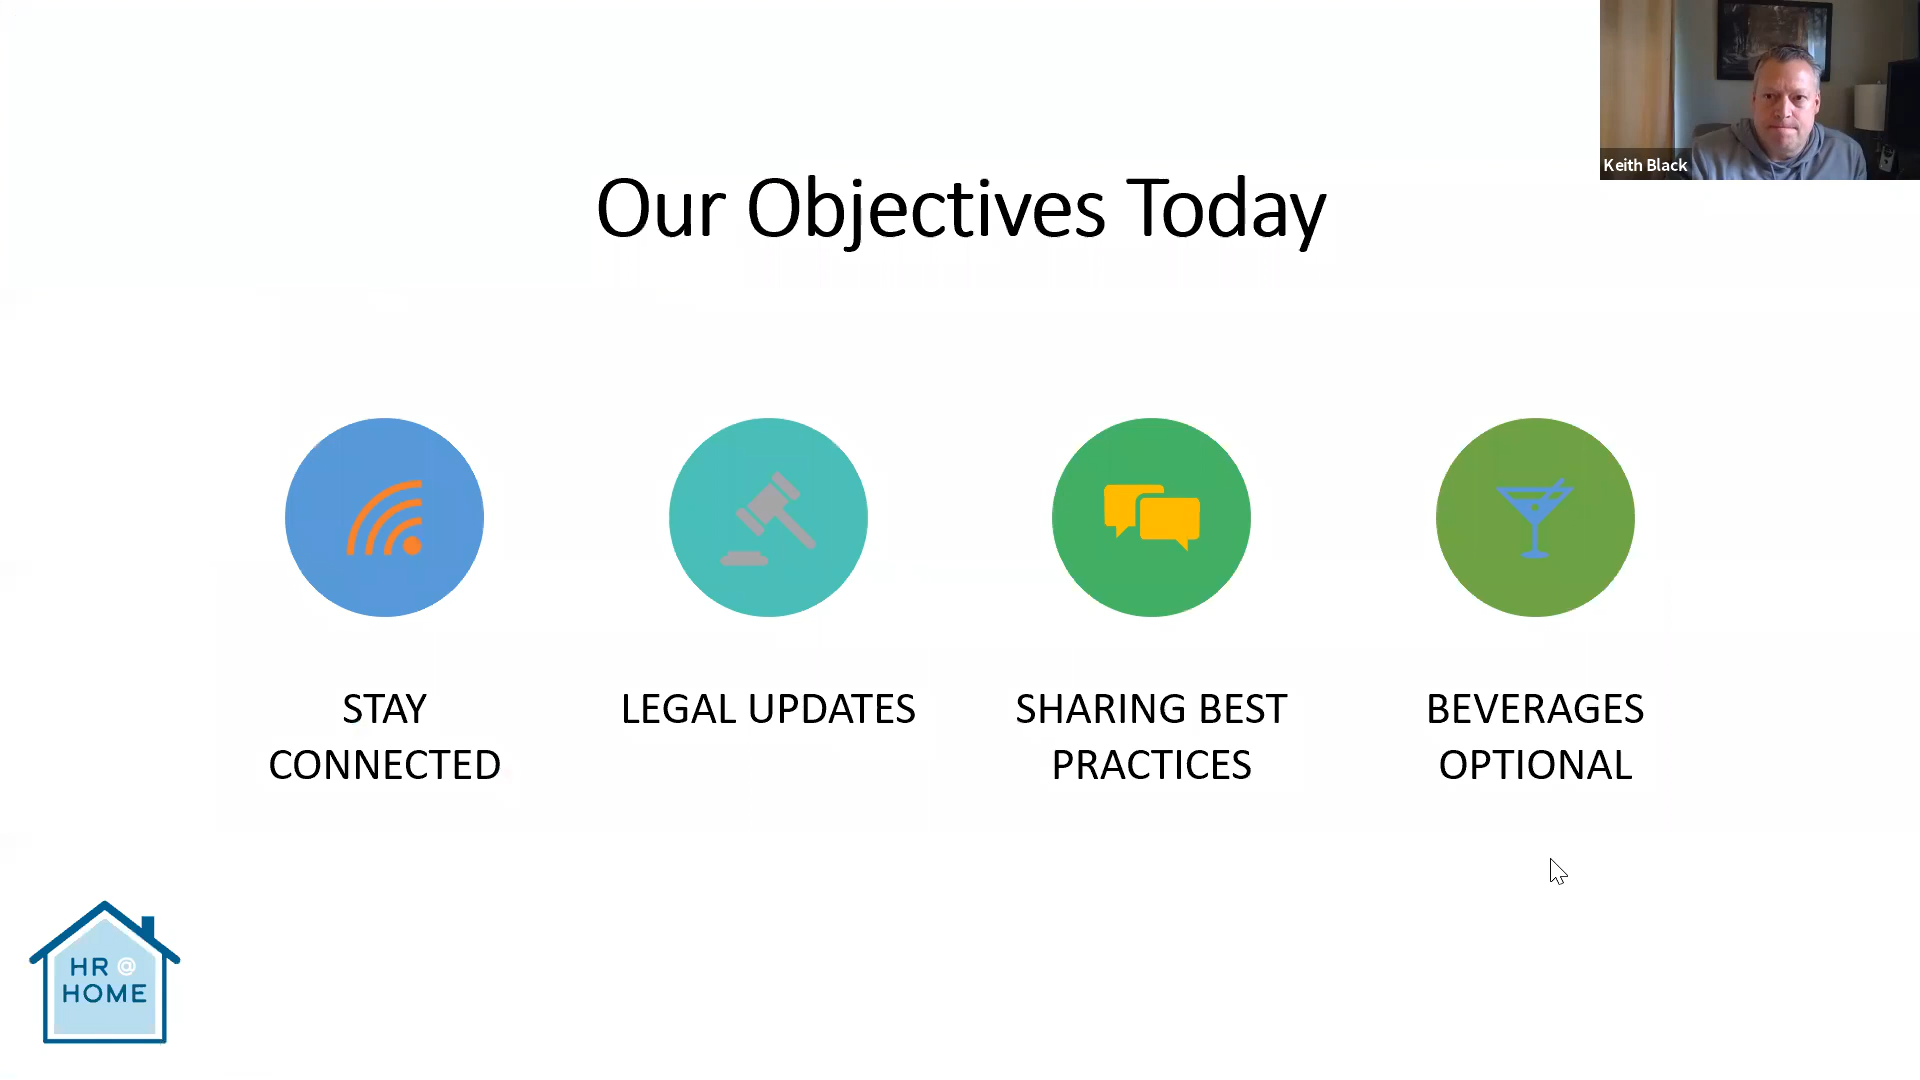 Keith Black
Our Objectives Today
STAY
CONNECTED
LEGAL UPDATES
SHARING BEST
PRACTICES
BEVERAGES
OPTIONAL
HR @
HOME